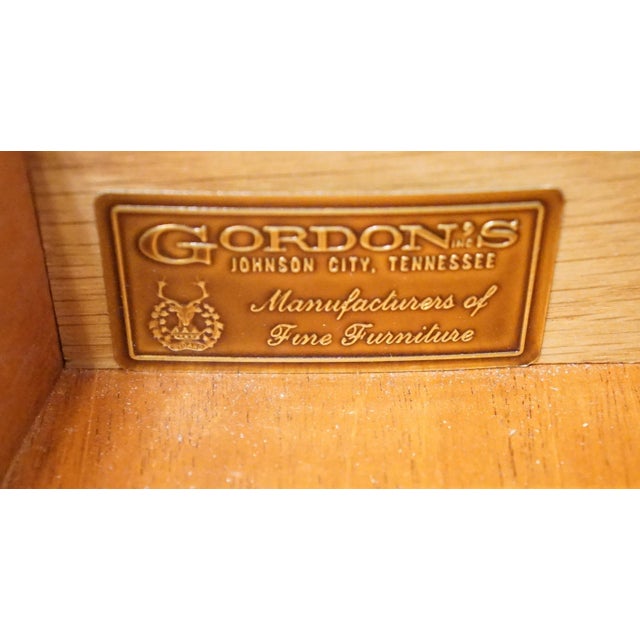 GORDON'S INC.
JOHNSON CITY, TENNESSEE
Manufacturers of
Fine Furniture